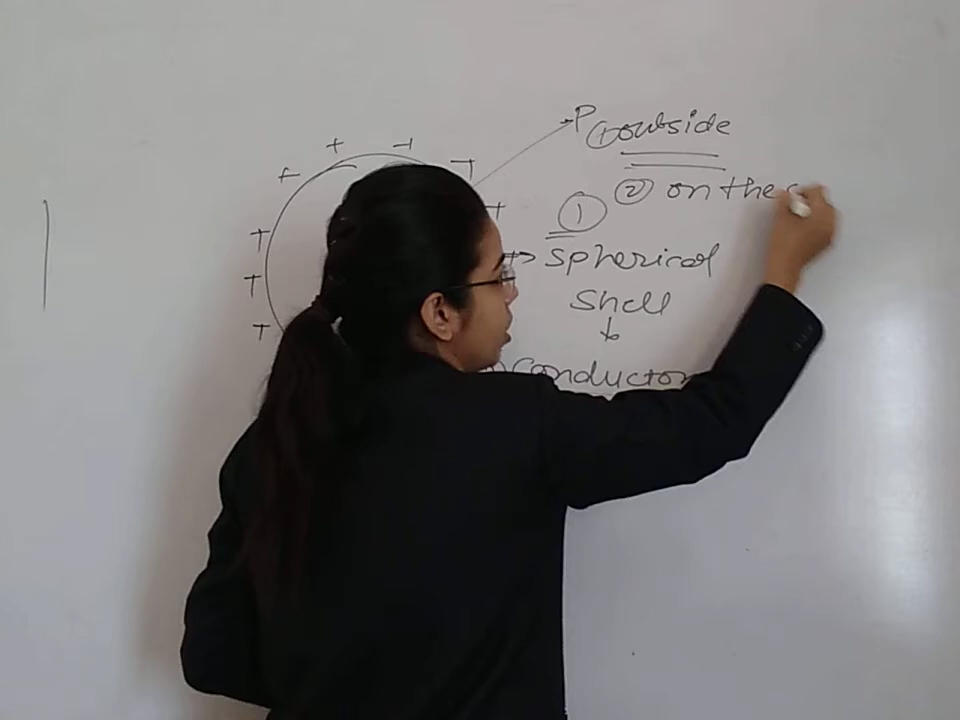 P ① outside
② on the
①
→ Spherical
Shell
↓
Conductor
+ + + + + + + +